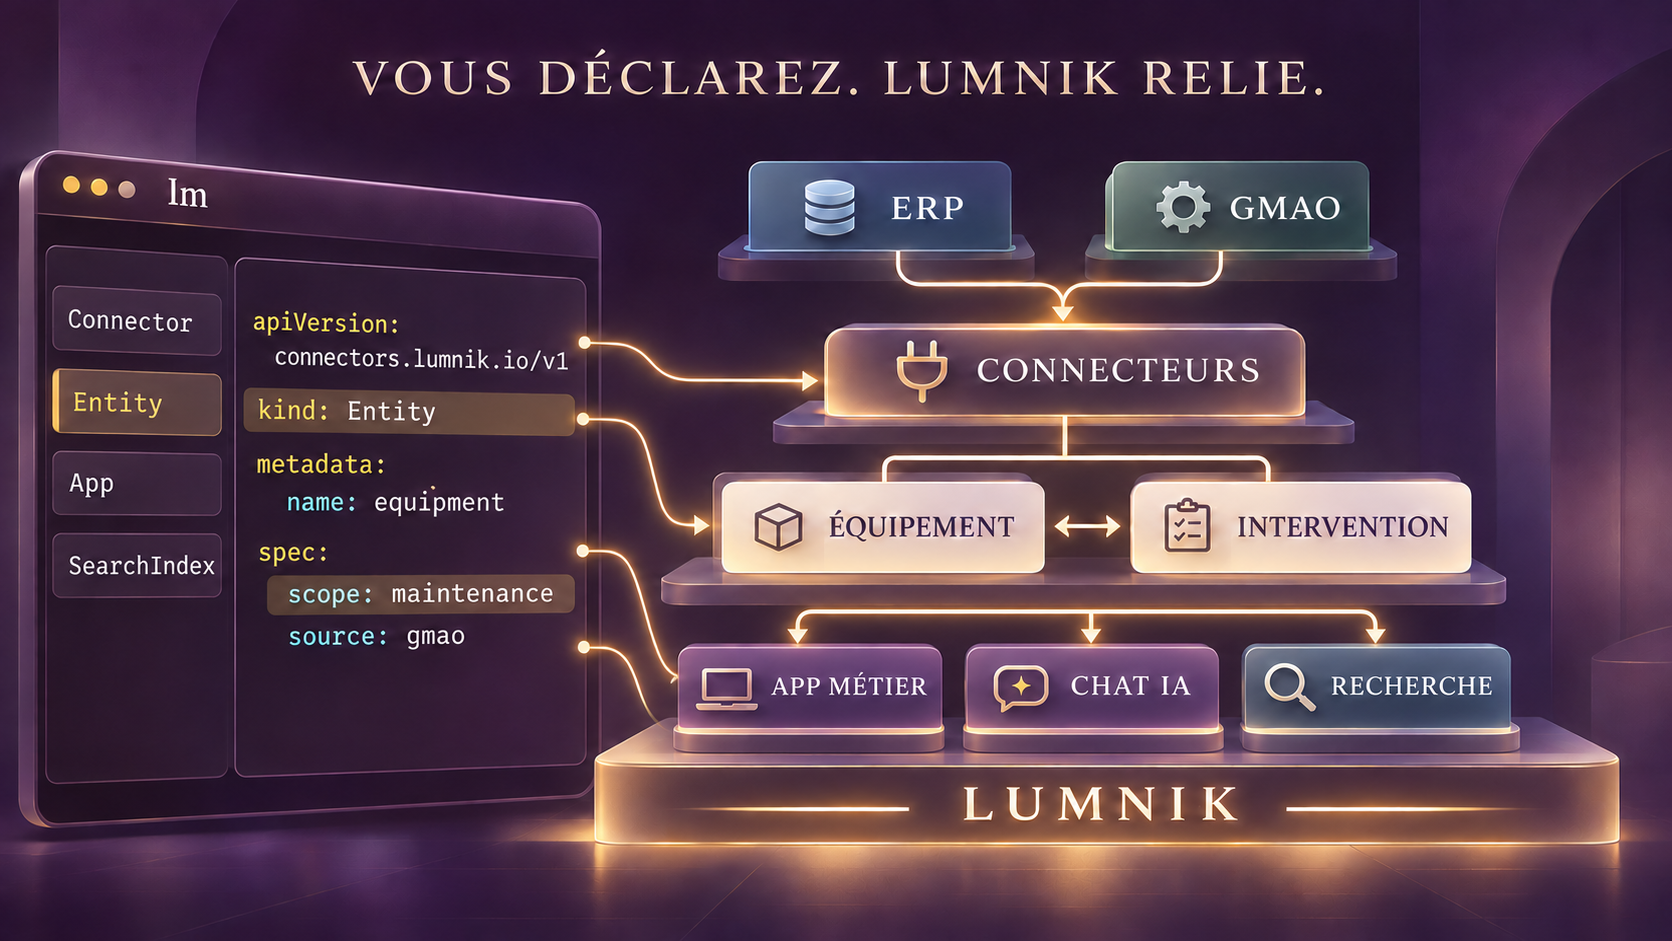 VOUS DÉCLAREZ. LUMNIK RELIE.
lm
Connector
Entity
App
SearchIndex
apiVersion:
connectors.lumnik.io/v1
kind: Entity
metadata:
name: equipment
spec:
scope: maintenance
source: gmao
ERP
GMAO
CONNECTEURS
ÉQUIPEMENT
INTERVENTION
APP MÉTIER
CHAT IA
RECHERCHE
LUMNIK